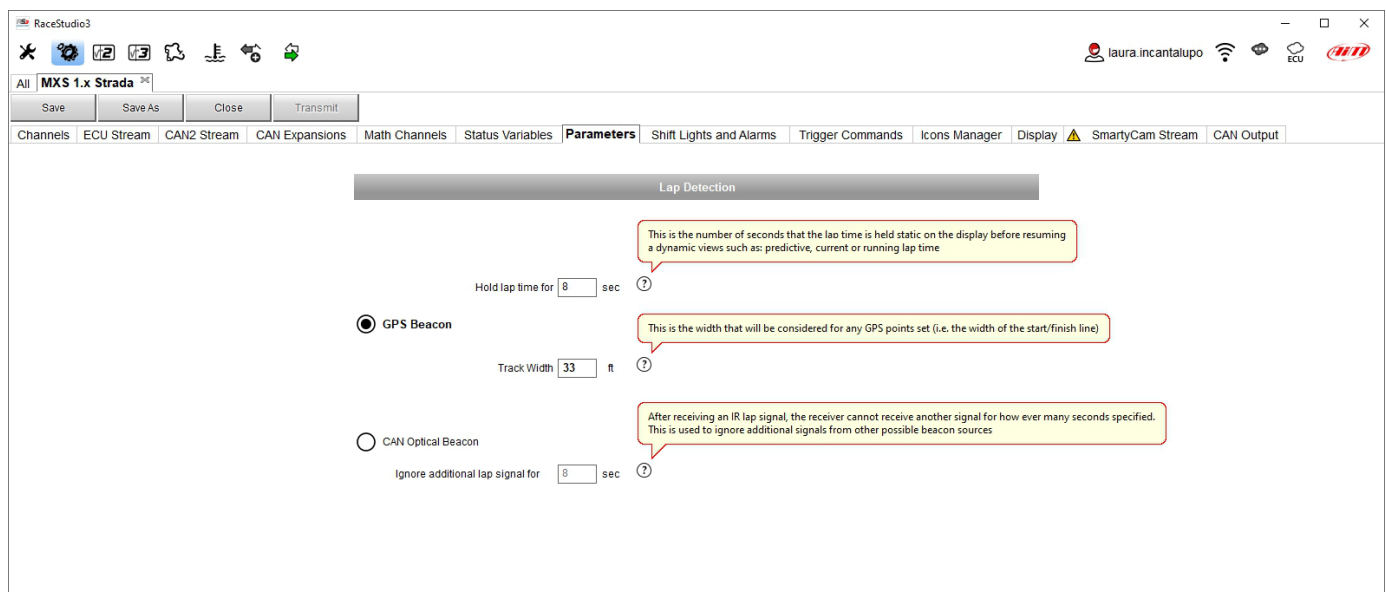 RaceStudio3
laura.incantalupo
ECU
AiM
All MXS 1.x Strada
Save Save As Close Transmit
Channels ECU Stream CAN2 Stream CAN Expansions Math Channels Status Variables Parameters Shift Lights and Alarms Trigger Commands Icons Manager Display SmartyCam Stream CAN Output
Lap Detection
This is the number of seconds that the lap time is held static on the display before resuming
a dynamic views such as: predictive, current or running lap time
Hold lap time for 8 sec ?
GPS Beacon
This is the width that will be considered for any GPS points set (i.e. the width of the start/finish line)
Track Width 33 ft ?
After receiving an IR lap signal, the receiver cannot receive another signal for how ever many seconds specified.
This is used to ignore additional signals from other possible beacon sources
CAN Optical Beacon
Ignore additional lap signal for 8 sec ?